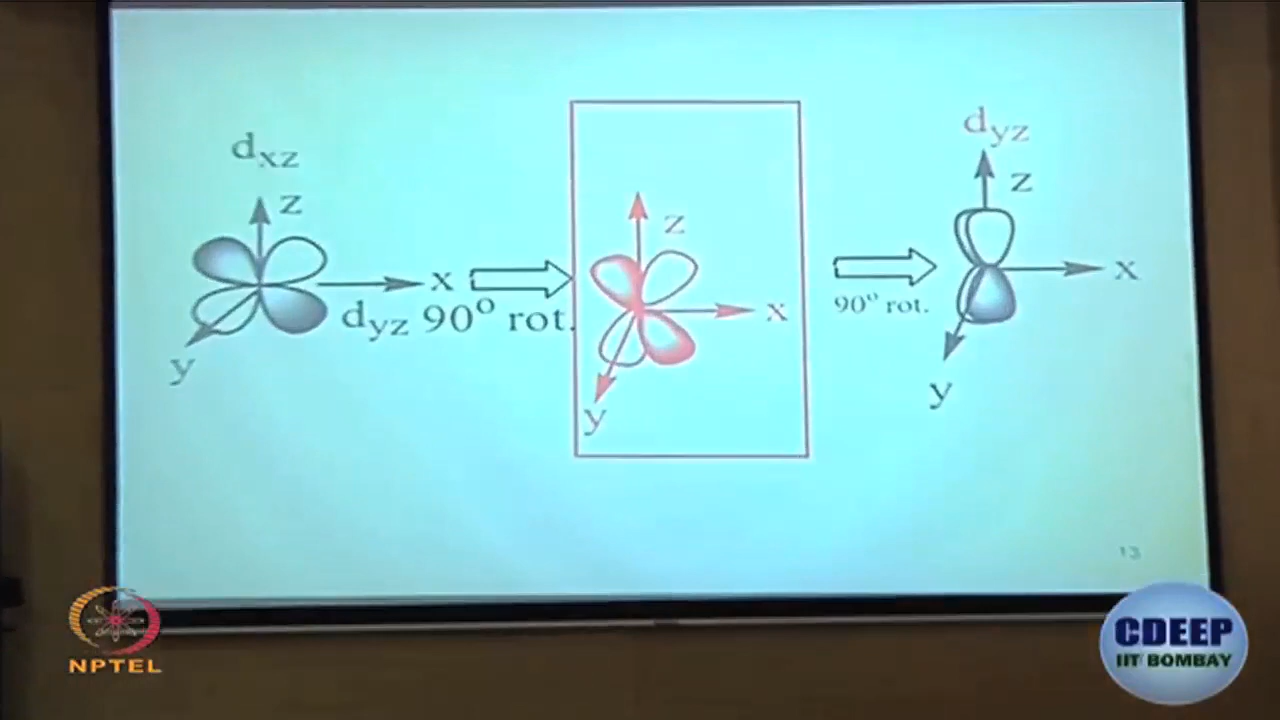 d_xz
z
x
y
d_yz 90° rot.
z
x
y
90° rot.
d_yz
z
x
y
13
NPTEL
CDEEP
IIT BOMBAY